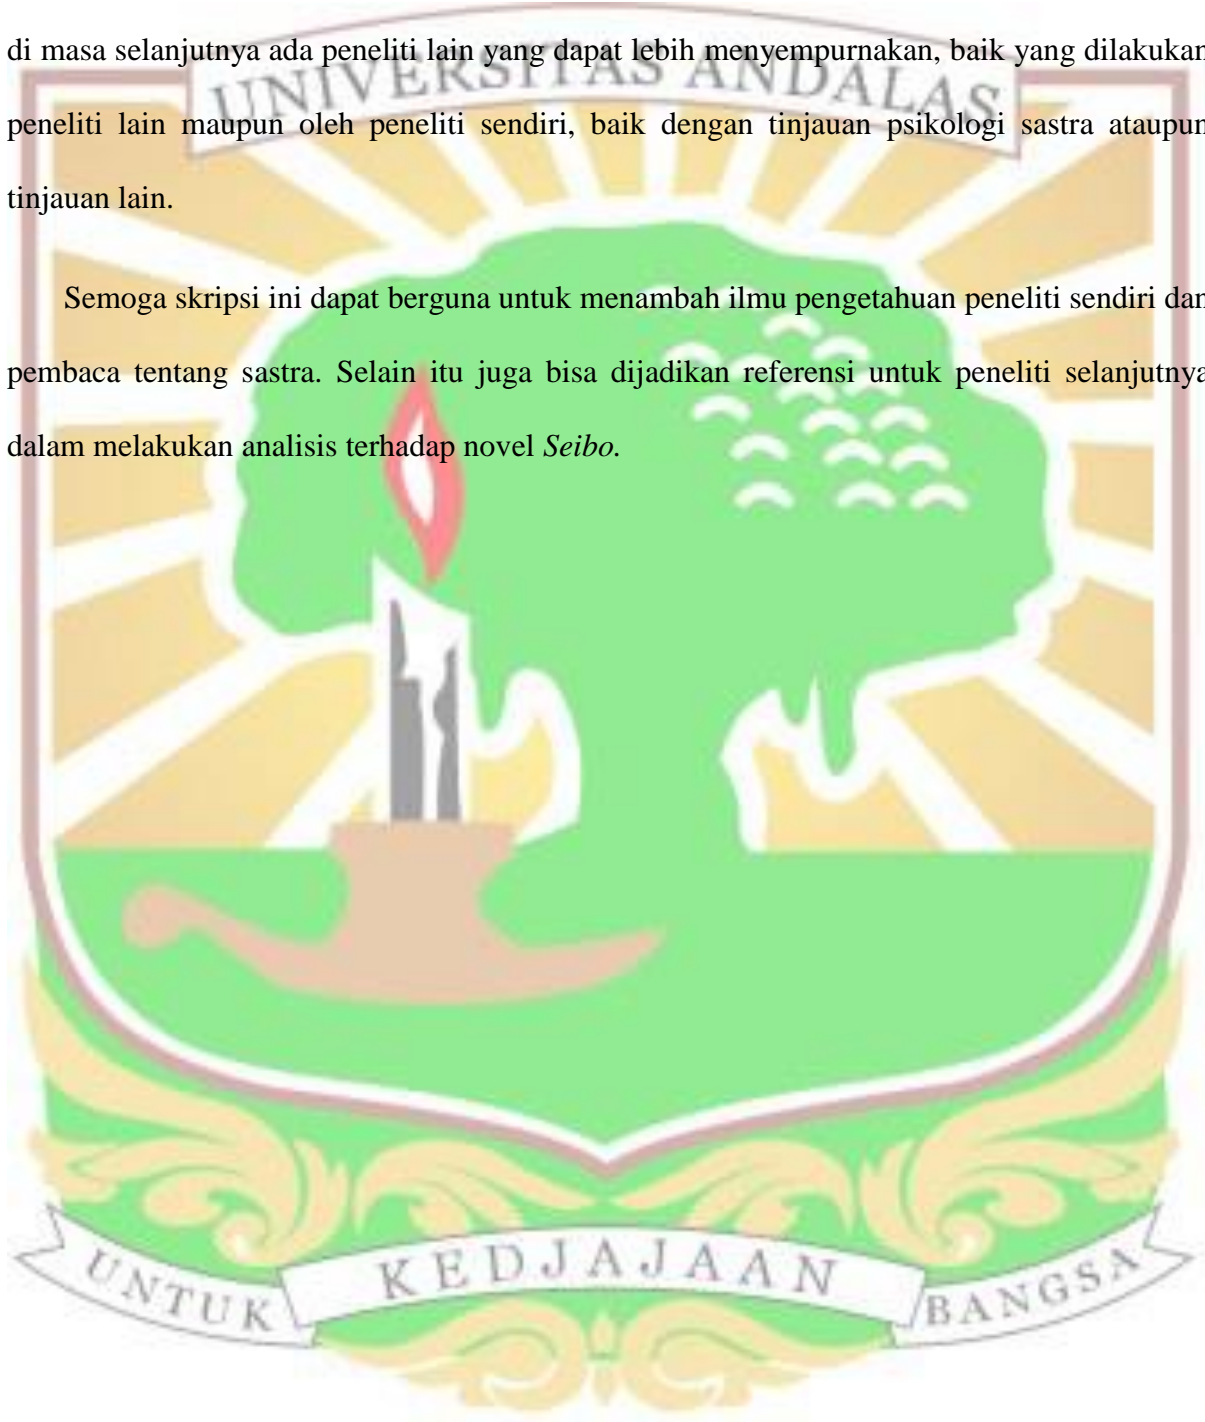 di masa selanjutnya ada peneliti lain yang dapat lebih menyempurnakan, baik yang dilakukan
UNIVERSITAS ANDALAS
peneliti lain maupun oleh peneliti sendiri, baik dengan tinjauan psikologi sastra ataupun
tinjauan lain.
Semoga skripsi ini dapat berguna untuk menambah ilmu pengetahuan peneliti sendiri dan
pembaca tentang sastra. Selain itu juga bisa dijadikan referensi untuk peneliti selanjutnya
dalam melakukan analisis terhadap novel Seibo.
UNTUK KEDJAJAAN BANGSA